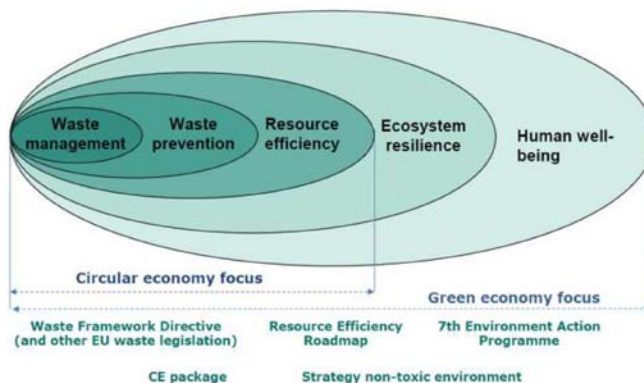 Waste
management
Waste
prevention
Resource
efficiency
Ecosystem
resilience
Human well-
being
Circular economy focus
Green economy focus
Waste Framework Directive
(and other EU waste legislation)
Resource Efficiency
Roadmap
7th Environment Action
Programme
CE package
Strategy non-toxic environment